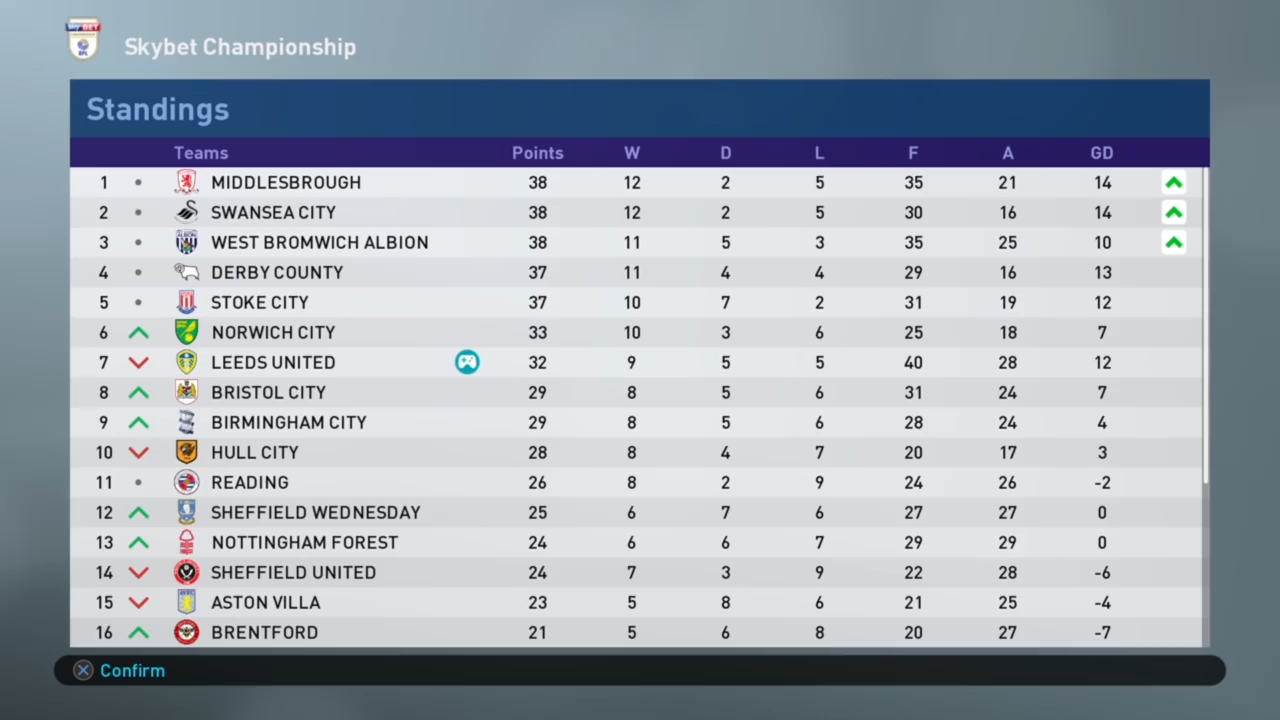 SKY BET
EFL
Skybet Championship
Standings
Teams Points W D L F A GD
1 MIDDLESBROUGH 38 12 2 5 35 21 14
2 SWANSEA CITY 38 12 2 5 30 16 14
3 WEST BROMWICH ALBION 38 11 5 3 35 25 10
4 DERBY COUNTY 37 11 4 4 29 16 13
5 STOKE CITY 37 10 7 2 31 19 12
6 NORWICH CITY 33 10 3 6 25 18 7
7 LEEDS UNITED 32 9 5 5 40 28 12
8 BRISTOL CITY 29 8 5 6 31 24 7
9 BIRMINGHAM CITY 29 8 5 6 28 24 4
10 HULL CITY 28 8 4 7 20 17 3
11 READING 26 8 2 9 24 26 -2
12 SHEFFIELD WEDNESDAY 25 6 7 6 27 27 0
13 NOTTINGHAM FOREST 24 6 6 7 29 29 0
14 SHEFFIELD UNITED 24 7 3 9 22 28 -6
15 ASTON VILLA 23 5 8 6 21 25 -4
16 BRENTFORD 21 5 6 8 20 27 -7
Confirm